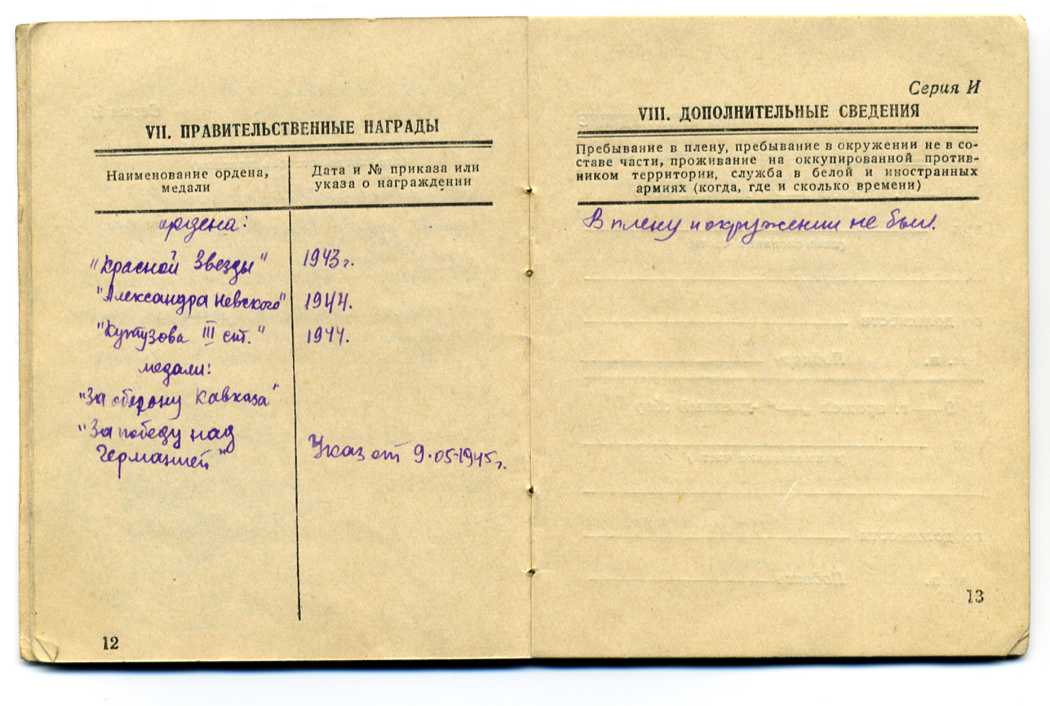 VII. ПРАВИТЕЛЬСТВЕННЫЕ НАГРАДЫ
Наименование ордена, медали
Дата и № приказа или указа о награждении
ордена:
"Красной Звезды" 1943 г.
"Александра Невского" 1944.
"Кутузова III ст." 1944.
медали:
"За оборону Кавказа"
"За победу над
Германией" Указ от 9.05-1945 г.
12
Серия И
VIII. ДОПОЛНИТЕЛЬНЫЕ СВЕДЕНИЯ
Пребывание в плену, пребывание в окружении не в со-
ставе части, проживание на оккупированной против-
ником территории, служба в белой и иностранных
армиях (когда, где и сколько времени)
В плену и окружении не был.
13